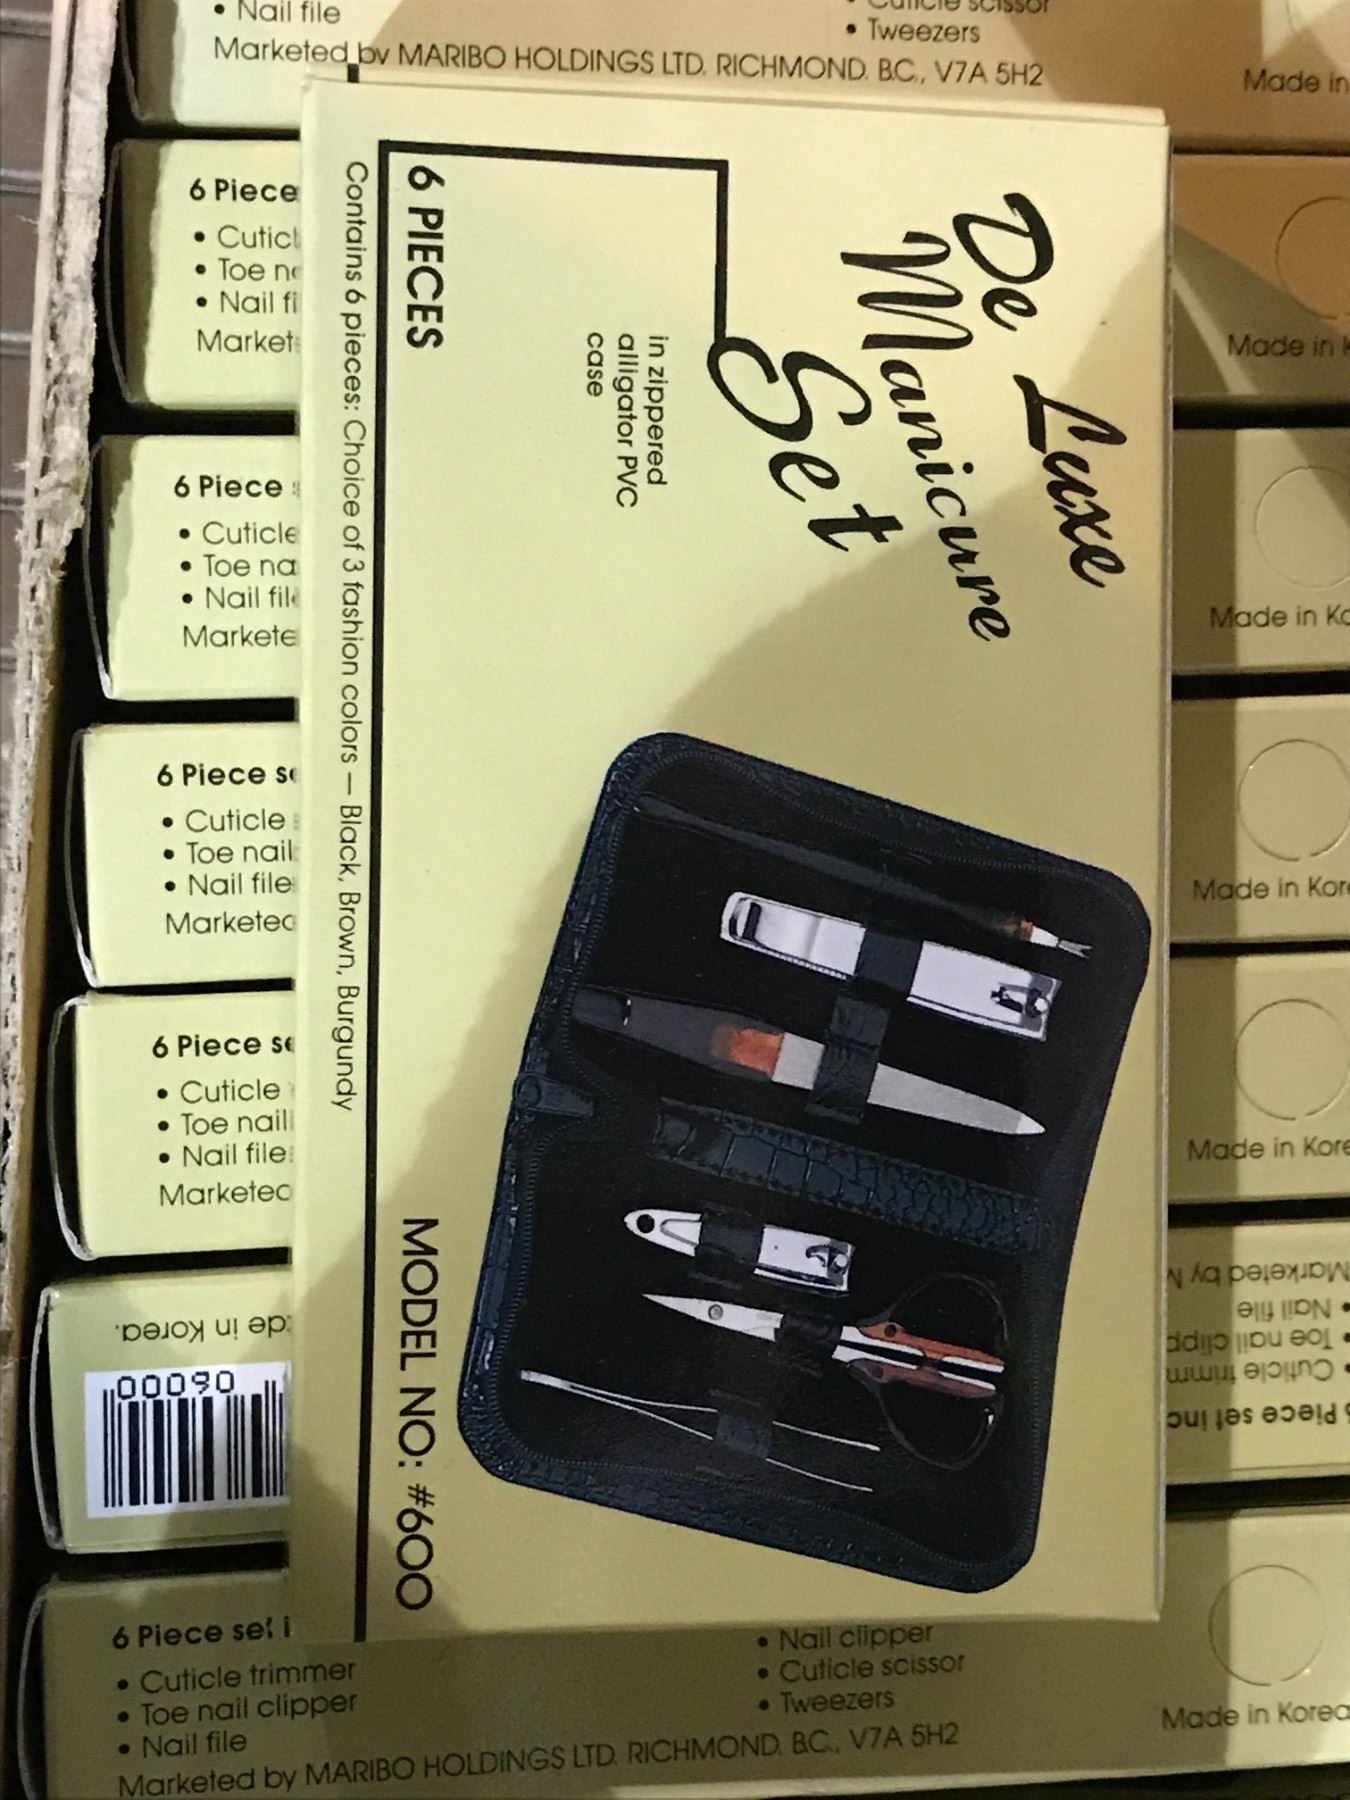 • Nail file
• Cuticle scissor
• Tweezers
Marketed by MARIBO HOLDINGS LTD. RICHMOND. B.C., V7A 5H2
Made in
De Luxe
Manicure
Set
in zippered
alligator PVC
case
6 PIECES
MODEL NO: #600
Contains 6 pieces: Choice of 3 fashion colors — Black, Brown, Burgundy
6 Piece
• Cuticl
• Toe n
• Nail fi
Market
Made in K
6 Piece
• Cuticle
• Toe na
• Nail file
Markete
Made in Ko
6 Piece se
• Cuticle
• Toe nail
• Nail file
Marketed
Made in Kor
6 Piece se
• Cuticle
• Toe nail
• Nail file
Marketed
Made in Kore
de in Korea.
00060
6 Piece set inc
• Cuticle trimm
• Toe nail clipp
• Nail file
Marketed by M
6 Piece set i
• Cuticle trimmer
• Toe nail clipper
• Nail file
• Nail clipper
• Cuticle scissor
• Tweezers
Marketed by MARIBO HOLDINGS LTD. RICHMOND. B.C., V7A 5H2
Made in Korea